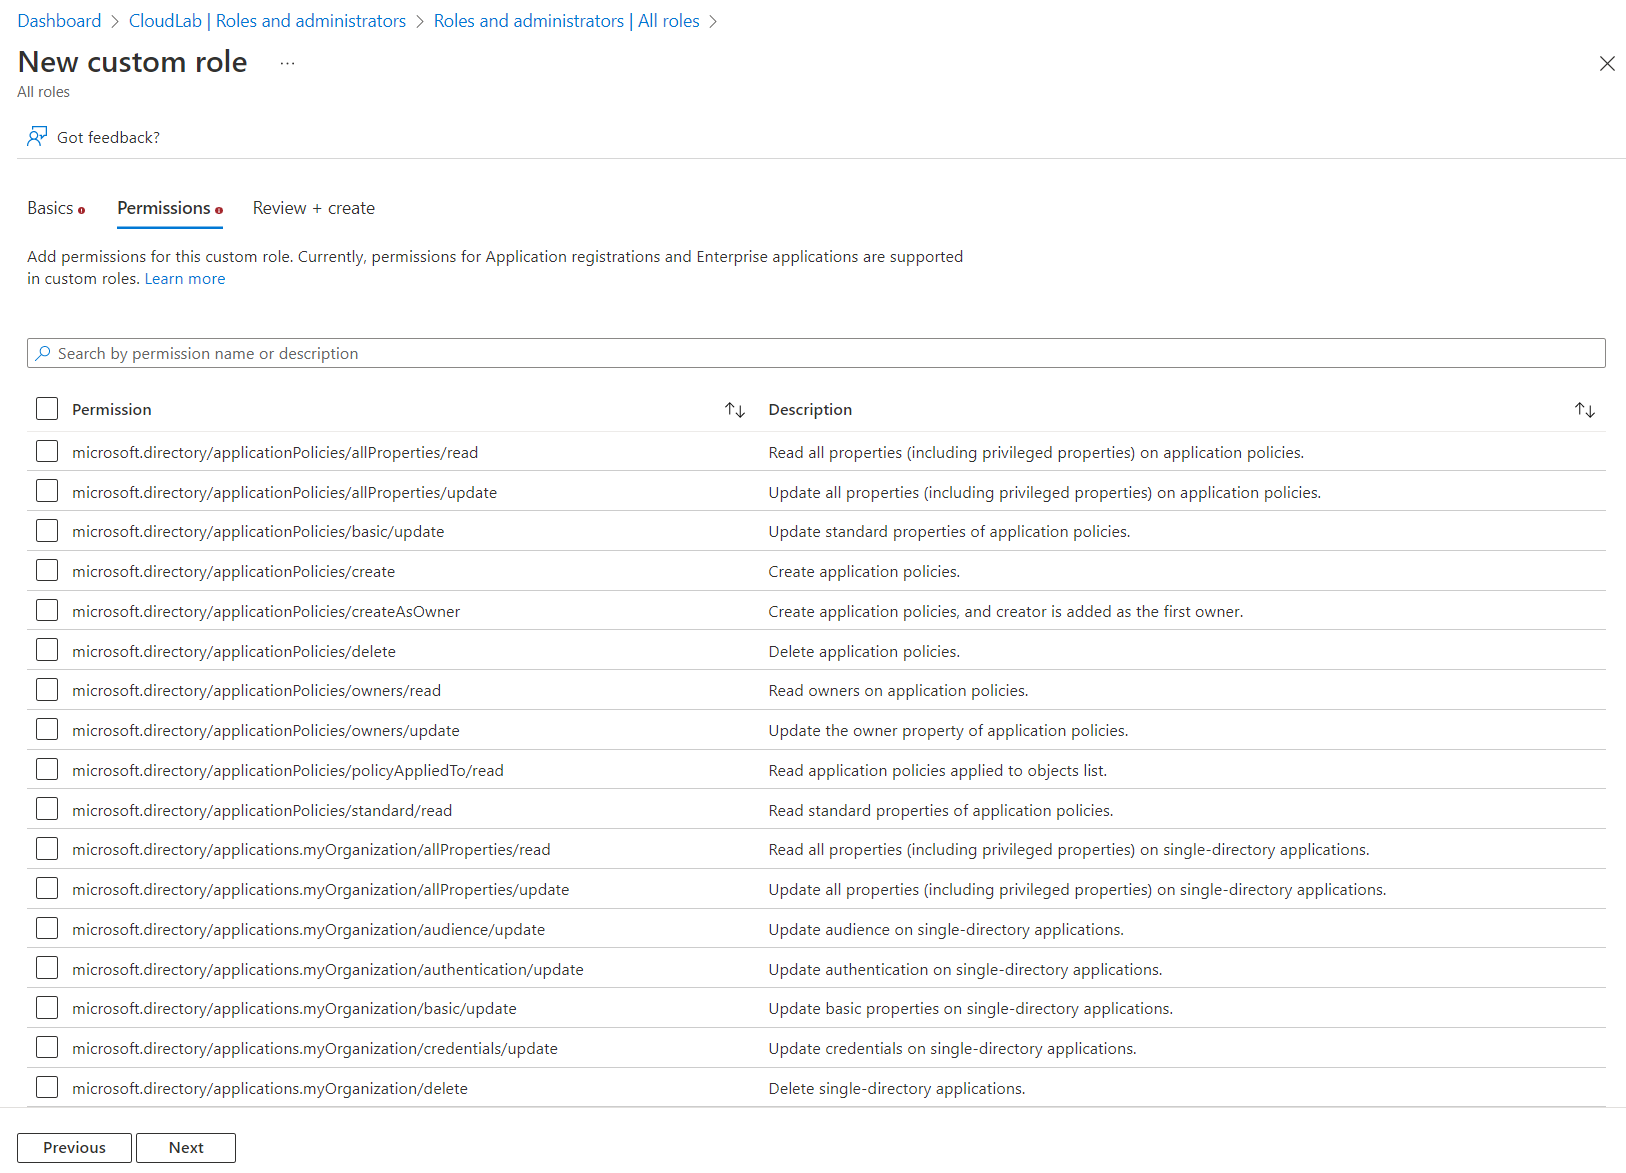 Dashboard > CloudLab | Roles and administrators > Roles and administrators | All roles >
New custom role ...
All roles
Got feedback?
Basics Permissions Review + create
Add permissions for this custom role. Currently, permissions for Application registrations and Enterprise applications are supported
in custom roles. Learn more
Search by permission name or description
Permission Description
microsoft.directory/applicationPolicies/allProperties/read Read all properties (including privileged properties) on application policies.
microsoft.directory/applicationPolicies/allProperties/update Update all properties (including privileged properties) on application policies.
microsoft.directory/applicationPolicies/basic/update Update standard properties of application policies.
microsoft.directory/applicationPolicies/create Create application policies.
microsoft.directory/applicationPolicies/createAsOwner Create application policies, and creator is added as the first owner.
microsoft.directory/applicationPolicies/delete Delete application policies.
microsoft.directory/applicationPolicies/owners/read Read owners on application policies.
microsoft.directory/applicationPolicies/owners/update Update the owner property of application policies.
microsoft.directory/applicationPolicies/policyAppliedTo/read Read application policies applied to objects list.
microsoft.directory/applicationPolicies/standard/read Read standard properties of application policies.
microsoft.directory/applications.myOrganization/allProperties/read Read all properties (including privileged properties) on single-directory applications.
microsoft.directory/applications.myOrganization/allProperties/update Update all properties (including privileged properties) on single-directory applications.
microsoft.directory/applications.myOrganization/audience/update Update audience on single-directory applications.
microsoft.directory/applications.myOrganization/authentication/update Update authentication on single-directory applications.
microsoft.directory/applications.myOrganization/basic/update Update basic properties on single-directory applications.
microsoft.directory/applications.myOrganization/credentials/update Update credentials on single-directory applications.
microsoft.directory/applications.myOrganization/delete Delete single-directory applications.
Previous Next